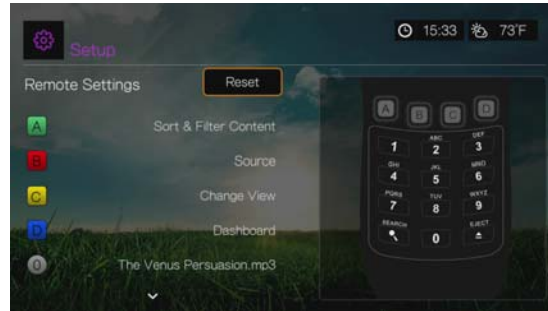 15:33 73°F
Setup
Remote Settings Reset
A Sort & Filter Content
B Source
C Change View
D Dashboard
0 The Venus Persuasion.mp3
A B C D
ABC DEF
1 2 3
GHI JKL MNO
4 5 6
PQRS TUV WXYZ
7 8 9
SEARCH EJECT
0